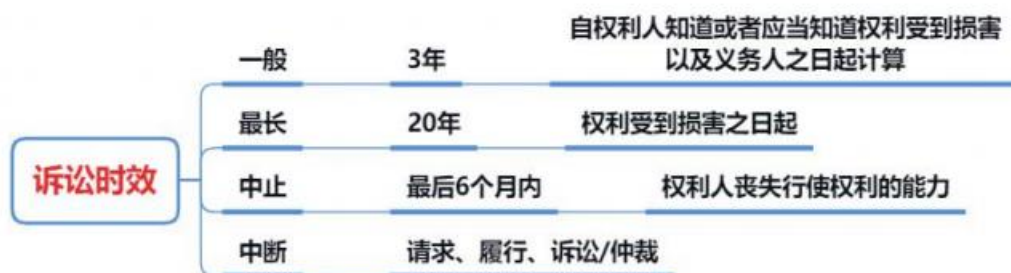 诉讼时效
一般 3年 自权利人知道或者应当知道权利受到损害
以及义务人之日起计算
最长 20年 权利受到损害之日起
中止 最后6个月内 权利人丧失行使权利的能力
中断 请求、履行、诉讼/仲裁